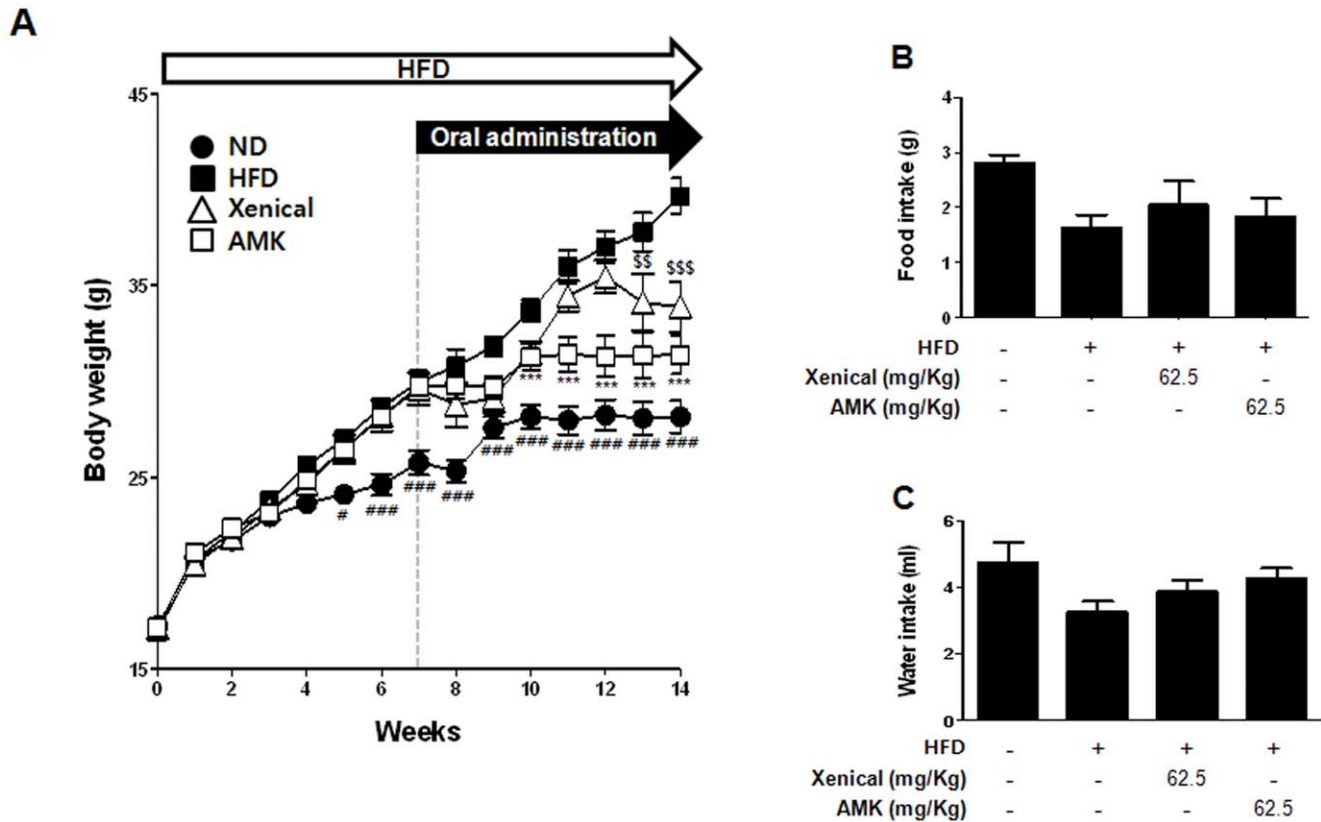 A
HFD
Oral administration
ND
HFD
Xenical
AMK
Body weight (g)
45
35
25
15
$$ $$$
*** *** *** *** ***
# ### ### ### ### ### ### ### ### ###
0 2 4 6 8 10 12 14
Weeks
B
Food intake (g)
4
3
2
1
0
HFD - + + +
Xenical (mg/Kg) - - 62.5 -
AMK (mg/Kg) - - - 62.5
C
Water intake (ml)
6
4
2
0
HFD - + + +
Xenical (mg/Kg) - - 62.5 -
AMK (mg/Kg) - - - 62.5